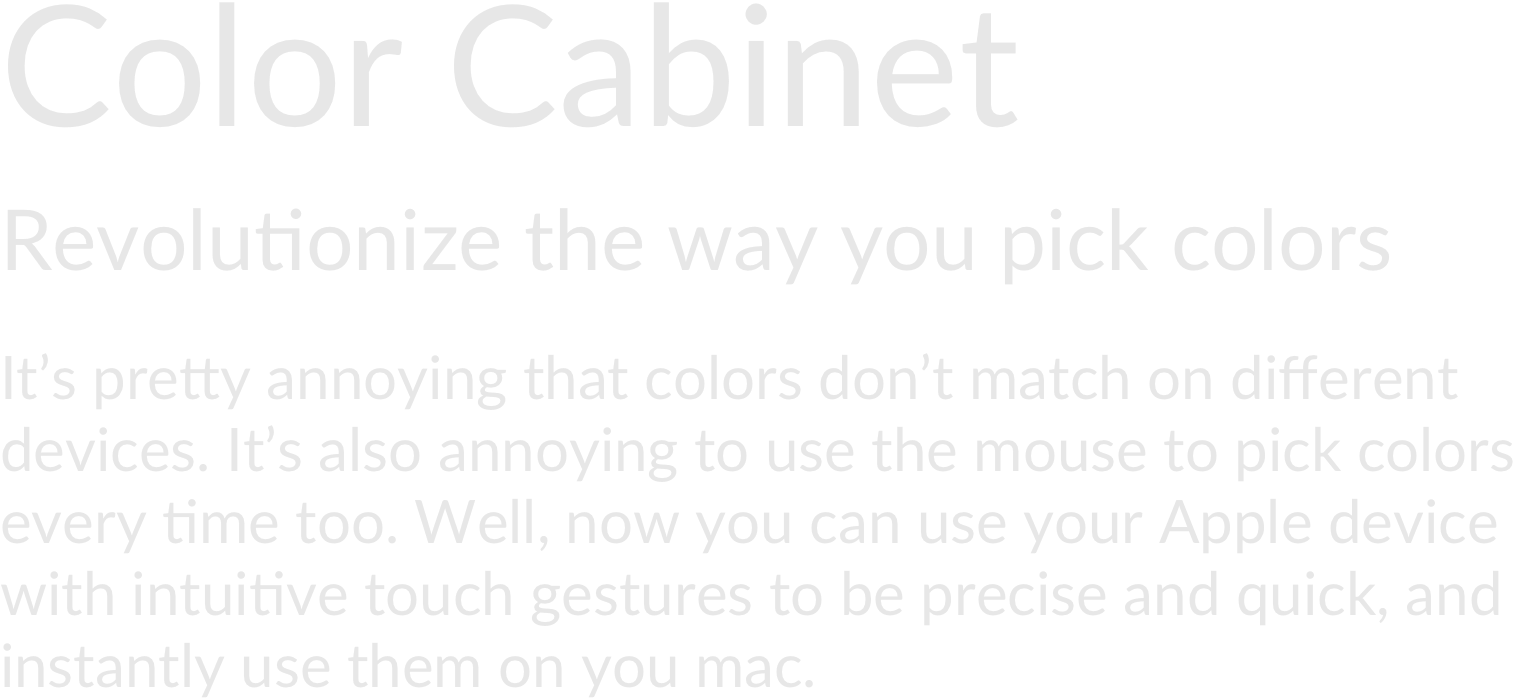 Color Cabinet
Revolutionize the way you pick colors
It’s pretty annoying that colors don’t match on different
devices. It’s also annoying to use the mouse to pick colors
every time too. Well, now you can use your Apple device
with intuitive touch gestures to be precise and quick, and
instantly use them on you mac.